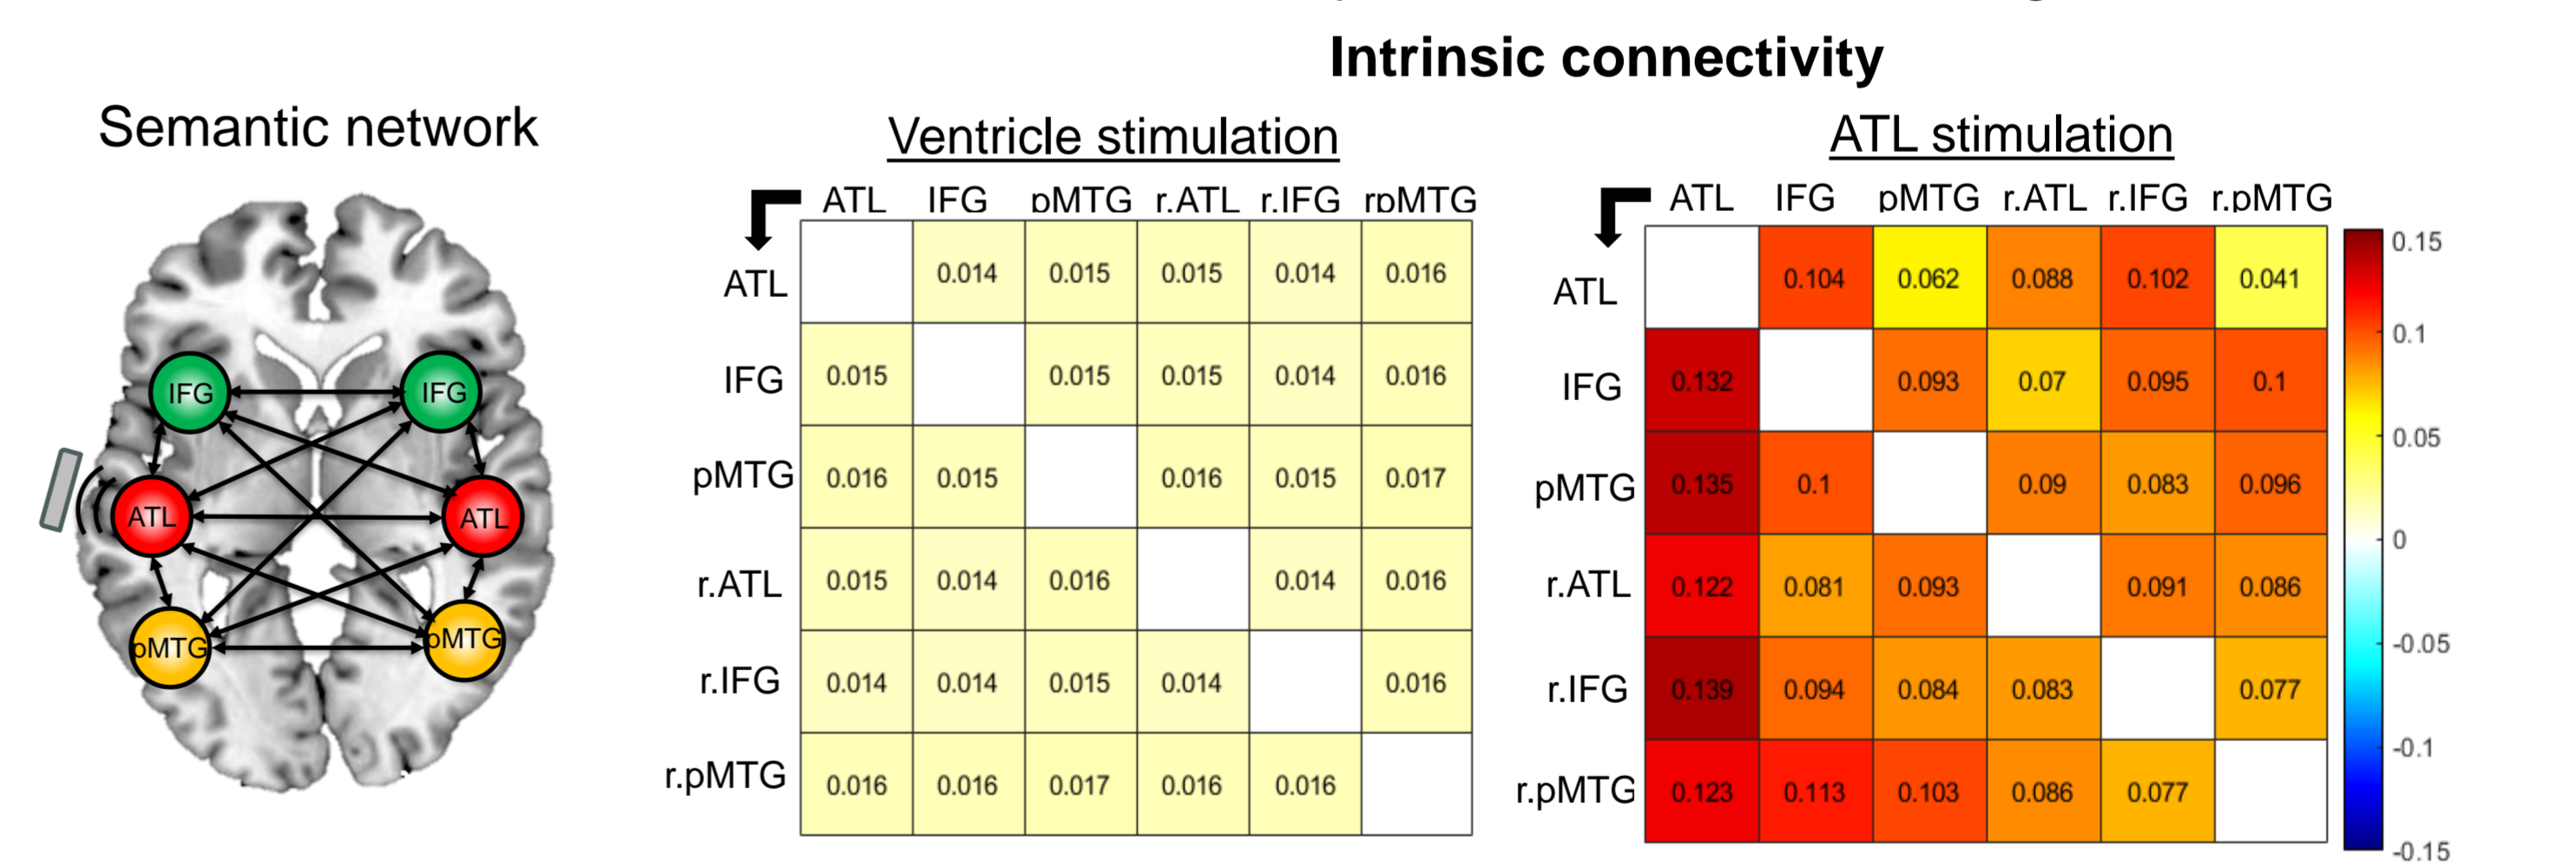 Intrinsic connectivity
Semantic network
Ventricle stimulation
ATL stimulation
IFG IFG
ATL ATL
pMTG pMTG
ATL IFG pMTG r.ATL r.IFG rpMTG
ATL 0.014 0.015 0.015 0.014 0.016
IFG 0.015 0.015 0.015 0.014 0.016
pMTG 0.016 0.015 0.016 0.015 0.017
r.ATL 0.015 0.014 0.016 0.014 0.016
r.IFG 0.014 0.014 0.015 0.014 0.016
r.pMTG 0.016 0.016 0.017 0.016 0.016
ATL IFG pMTG r.ATL r.IFG r.pMTG
ATL 0.104 0.062 0.088 0.102 0.041
IFG 0.132 0.093 0.07 0.095 0.1
pMTG 0.135 0.1 0.09 0.083 0.096
r.ATL 0.122 0.081 0.093 0.091 0.086
r.IFG 0.139 0.094 0.084 0.083 0.077
r.pMTG 0.123 0.113 0.103 0.086 0.077
0.15
0.1
0.05
0
-0.05
-0.1
-0.15